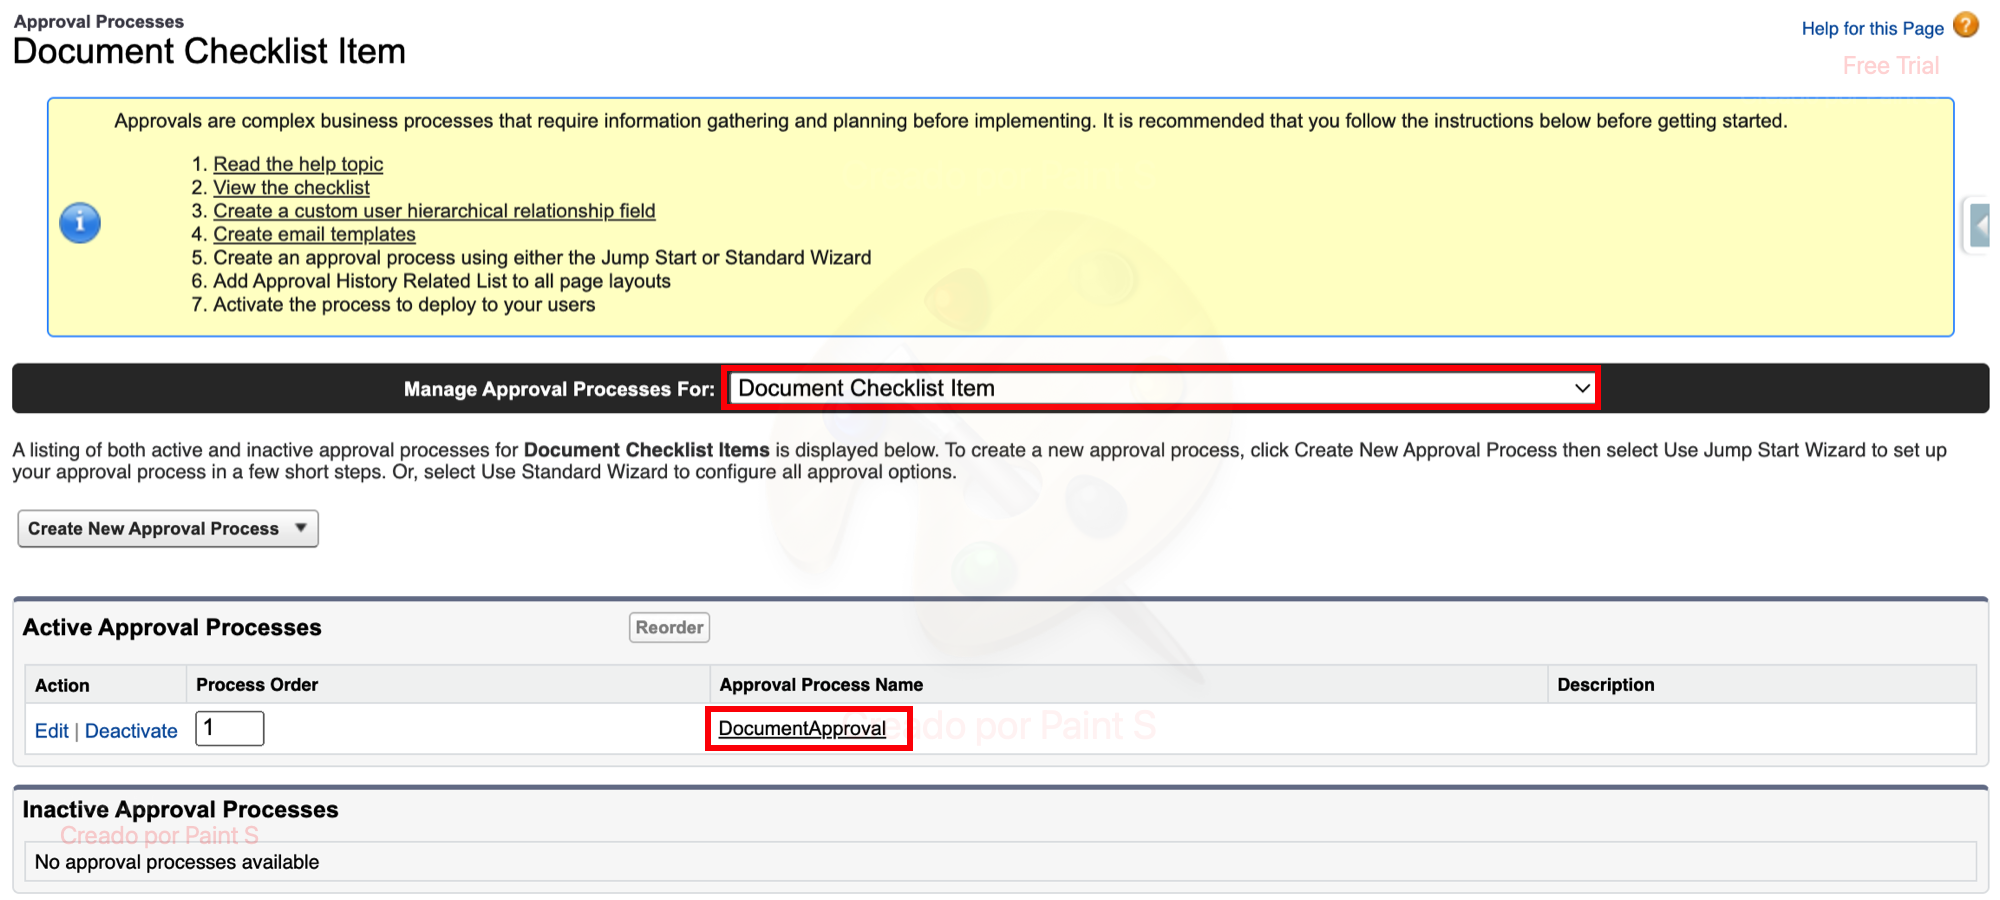 Approval Processes
Document Checklist Item
Help for this Page ?
Free Trial
Approvals are complex business processes that require information gathering and planning before implementing. It is recommended that you follow the instructions below before getting started.
1. Read the help topic
2. View the checklist
3. Create a custom user hierarchical relationship field
4. Create email templates
5. Create an approval process using either the Jump Start or Standard Wizard
6. Add Approval History Related List to all page layouts
7. Activate the process to deploy to your users
Manage Approval Processes For: Document Checklist Item
A listing of both active and inactive approval processes for Document Checklist Items is displayed below. To create a new approval process, click Create New Approval Process then select Use Jump Start Wizard to set up
your approval process in a few short steps. Or, select Use Standard Wizard to configure all approval options.
Create New Approval Process
Active Approval Processes Reorder
Action Process Order Approval Process Name Description
Edit | Deactivate 1 DocumentApproval
do por Paint S
Inactive Approval Processes
Creado por Paint S
No approval processes available